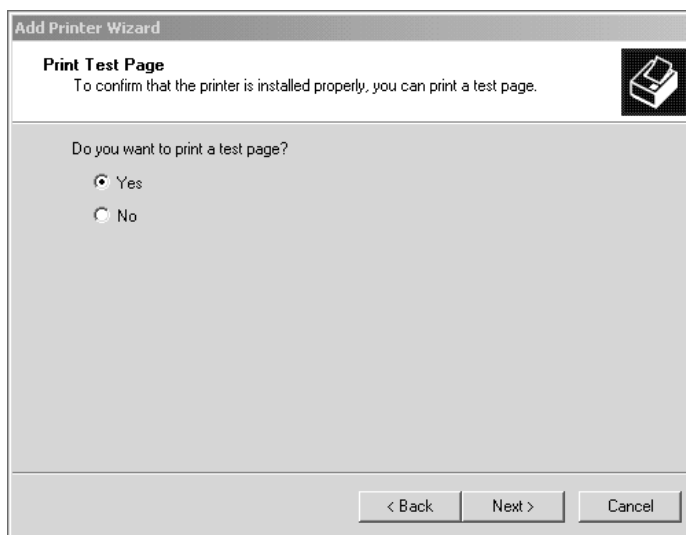 Add Printer Wizard
Print Test Page
To confirm that the printer is installed properly, you can print a test page.
Do you want to print a test page?
Yes
No
< Back
Next >
Cancel